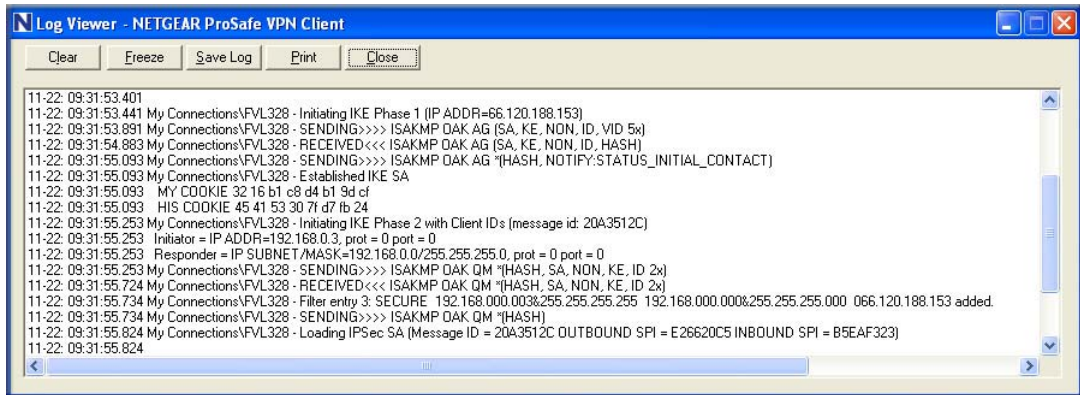 N Log Viewer - NETGEAR ProSafe VPN Client
Clear Freeze Save Log Print Close
11-22: 09:31:53.401
11-22: 09:31:53.441 My Connections\FVL328 - Initiating IKE Phase 1 (IP ADDR=66.120.188.153)
11-22: 09:31:53.891 My Connections\FVL328 - SENDING>>>> ISAKMP OAK AG (SA, KE, NON, ID, VID 5x)
11-22: 09:31:54.883 My Connections\FVL328 - RECEIVED<<< ISAKMP OAK AG (SA, KE, NON, ID, HASH)
11-22: 09:31:55.093 My Connections\FVL328 - SENDING>>>> ISAKMP OAK AG *(HASH, NOTIFY:STATUS_INITIAL_CONTACT)
11-22: 09:31:55.093 My Connections\FVL328 - Established IKE SA
11-22: 09:31:55.093 MY COOKIE 32 16 b1 c8 d4 b1 9d cf
11-22: 09:31:55.093 HIS COOKIE 45 41 53 30 7f d7 fb 24
11-22: 09:31:55.253 My Connections\FVL328 - Initiating IKE Phase 2 with Client IDs (message id: 20A3512C)
11-22: 09:31:55.253 Initiator = IP ADDR=192.168.0.3, prot = 0 port = 0
11-22: 09:31:55.253 Responder = IP SUBNET/MASK=192.168.0.0/255.255.255.0, prot = 0 port = 0
11-22: 09:31:55.253 My Connections\FVL328 - SENDING>>>> ISAKMP OAK QM *(HASH, SA, NON, KE, ID 2x)
11-22: 09:31:55.724 My Connections\FVL328 - RECEIVED<<< ISAKMP OAK QM *(HASH, SA, NON, KE, ID 2x)
11-22: 09:31:55.734 My Connections\FVL328 - Filter entry 3: SECURE 192.168.000.003&255.255.255.255 192.168.000.000&255.255.255.000 066.120.188.153 added.
11-22: 09:31:55.734 My Connections\FVL328 - SENDING>>>> ISAKMP OAK QM *(HASH)
11-22: 09:31:55.824 My Connections\FVL328 - Loading IPSec SA (Message ID = 20A3512C OUTBOUND SPI = E26620C5 INBOUND SPI = B5EAF323)
11-22: 09:31:55.824